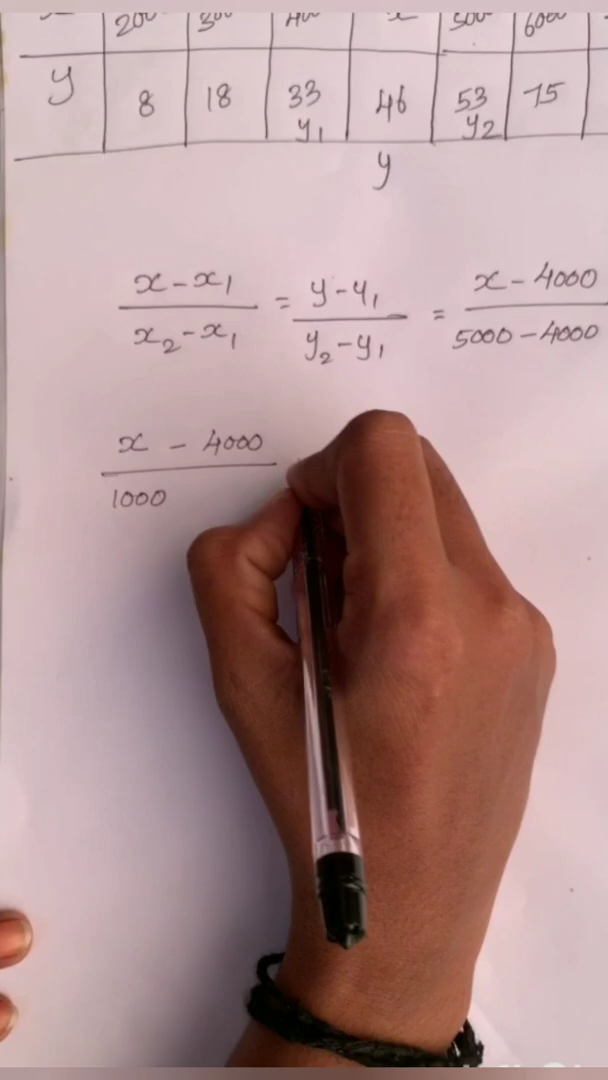 y 8 18 33 46 53 75
y₁ y₂
y
x - x₁ / x₂ - x₁ = y - y₁ / y₂ - y₁ = x - 4000 / 5000 - 4000
x - 4000 / 1000